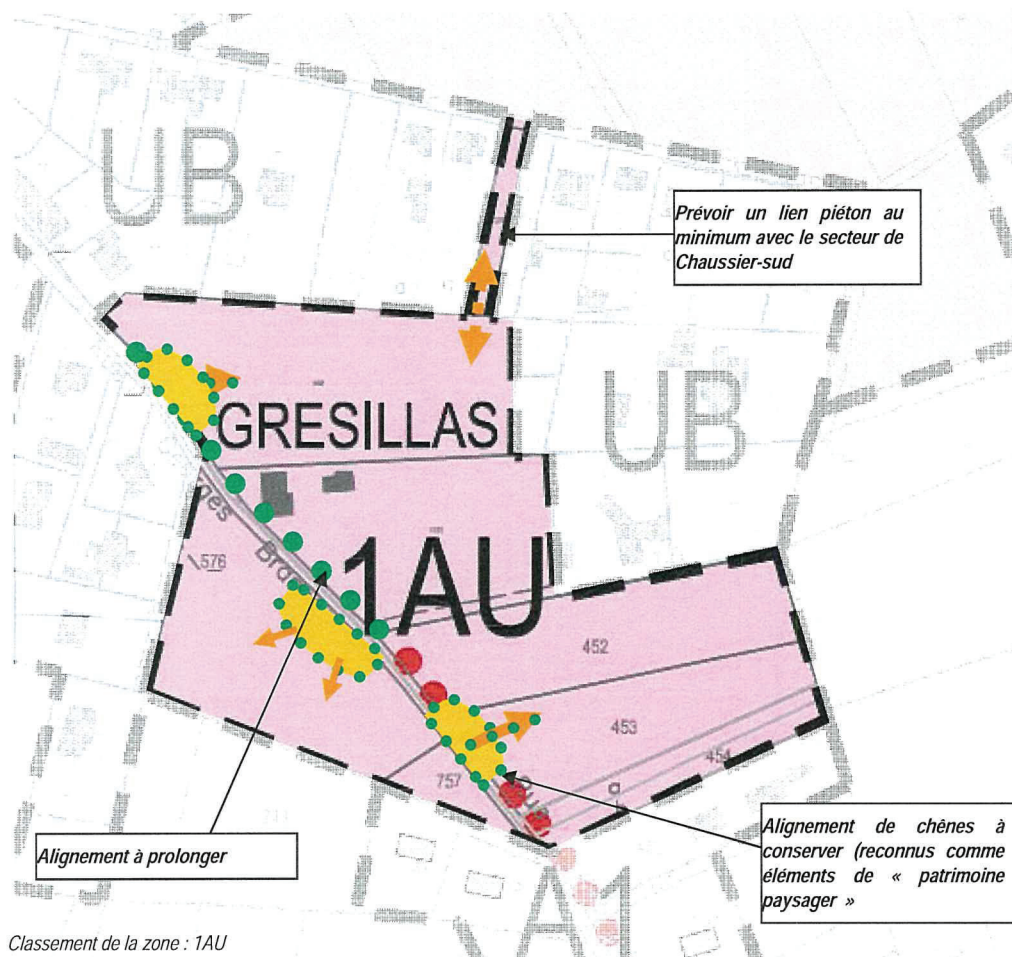 UB
Prévoir un lien piéton au
minimum avec le secteur de
Chaussier-sud
GRESILLAS
UB
576
1AU
452
453
454
757
a
Alignement à prolonger
Alignement de chênes à
conserver (reconnus comme
éléments de « patrimoine
paysager »
A1
Classement de la zone : 1AU